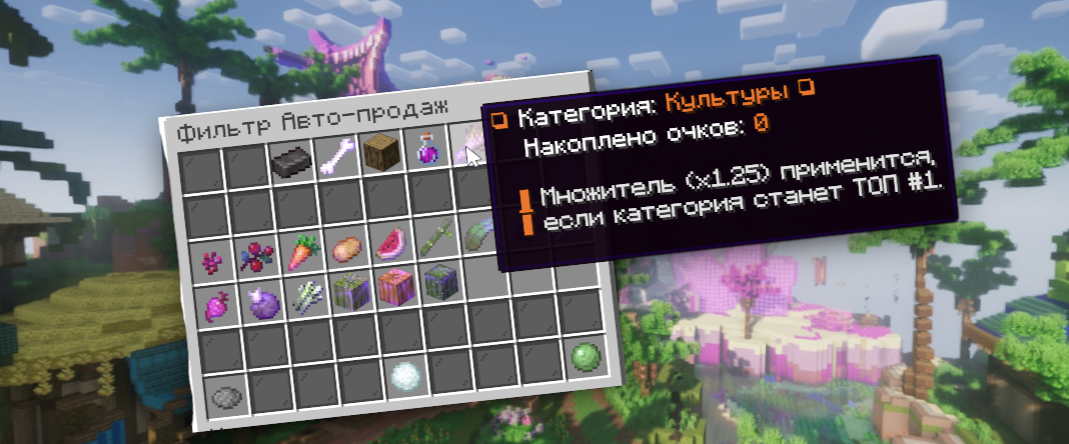 Фильтр Авто-продаж
Категория: Культуры
Накоплено очков: 0
Множитель (x1.25) применится,
если категория станет ТОП #1.